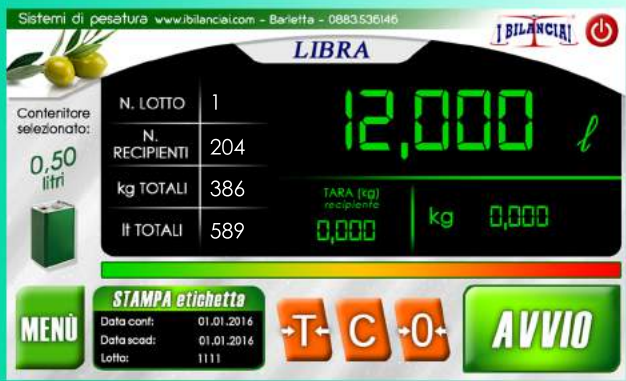 Sistemi di pesatura www.ibilanciai.com - Barletta - 0883.536146
I BILANCIAI
LIBRA
Contenitore
selezionato:
0,50
litri
N. LOTTO 1
N.
RECIPIENTI 204
kg TOTALI 386
lt TOTALI 589
12,000 ℓ
TARA (kg)
recipiente
0,000
kg 0,000
MENÙ
STAMPA etichetta
Data conf: 01.01.2016
Data scad: 01.01.2016
Lotto: 1111
→T←
C
→0←
AVVIO